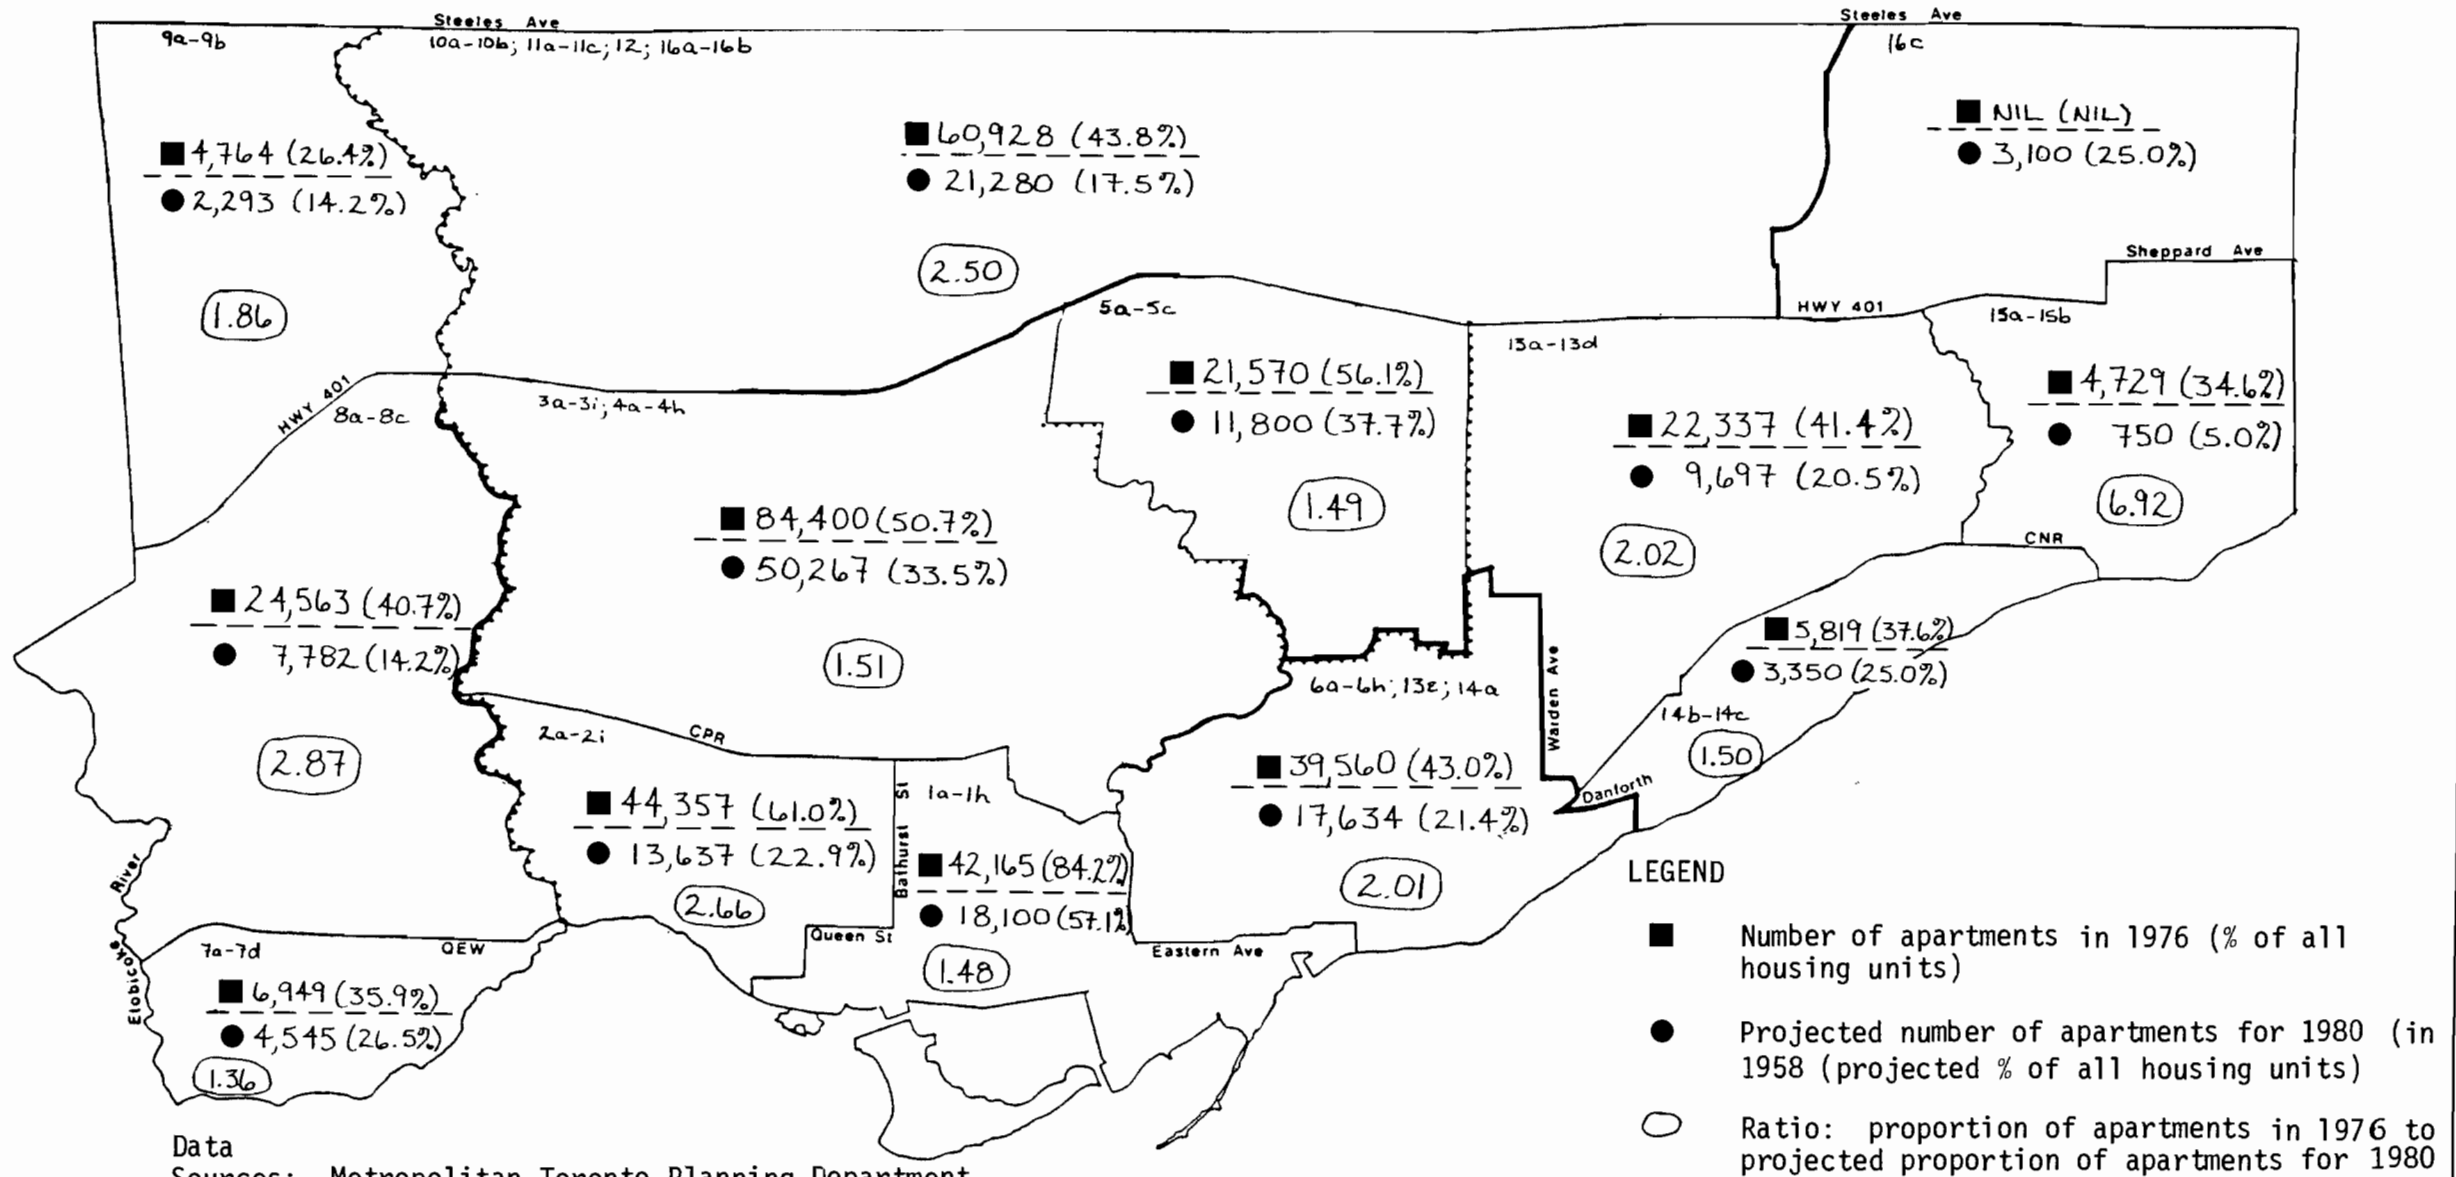 Steeles Ave
Steeles Ave
9a-9b
10a-10b; 11a-11c; 12; 16a-16b
16c
■ 4,764 (26.4%)
● 2,293 (14.2%)
1.86
■ 60,928 (43.8%)
● 21,280 (17.5%)
2.50
■ NIL (NIL)
● 3,100 (25.0%)
Sheppard Ave
HWY 401
15a-15b
■ 4,729 (34.6%)
● 750 (5.0%)
6.92
5a-5c
■ 21,570 (56.1%)
● 11,800 (37.7%)
1.49
13a-13d
■ 22,337 (41.4%)
● 9,697 (20.5%)
2.02
CNR
HWY 401
8a-8c
■ 24,563 (40.7%)
● 7,782 (14.2%)
2.87
3a-3i; 4a-4h
■ 84,400 (50.7%)
● 50,267 (33.5%)
1.51
CPR
■ 5,819 (37.6%)
● 3,350 (25.0%)
14b-14c
1.50
6a-6h; 13e; 14a
Warden Ave
■ 39,560 (43.0%)
● 17,634 (21.4%)
2.01
Danforth
Eastern Ave
2a-2i
■ 44,357 (61.0%)
● 13,637 (22.9%)
2.66
Bathurst St
Queen St
1a-1h
■ 42,165 (84.2%)
● 18,100 (57.1%
1.48
Etobicoke River
7a-7d
QEW
■ 6,949 (35.9%)
● 4,545 (26.5%)
1.36
LEGEND
■ Number of apartments in 1976 (% of all
housing units)
● Projected number of apartments for 1980 (in
1958 (projected % of all housing units)
Ratio: proportion of apartments in 1976 to
projected proportion of apartments for 1980
Data
Sources: Metropolitan Toronto Planning Department